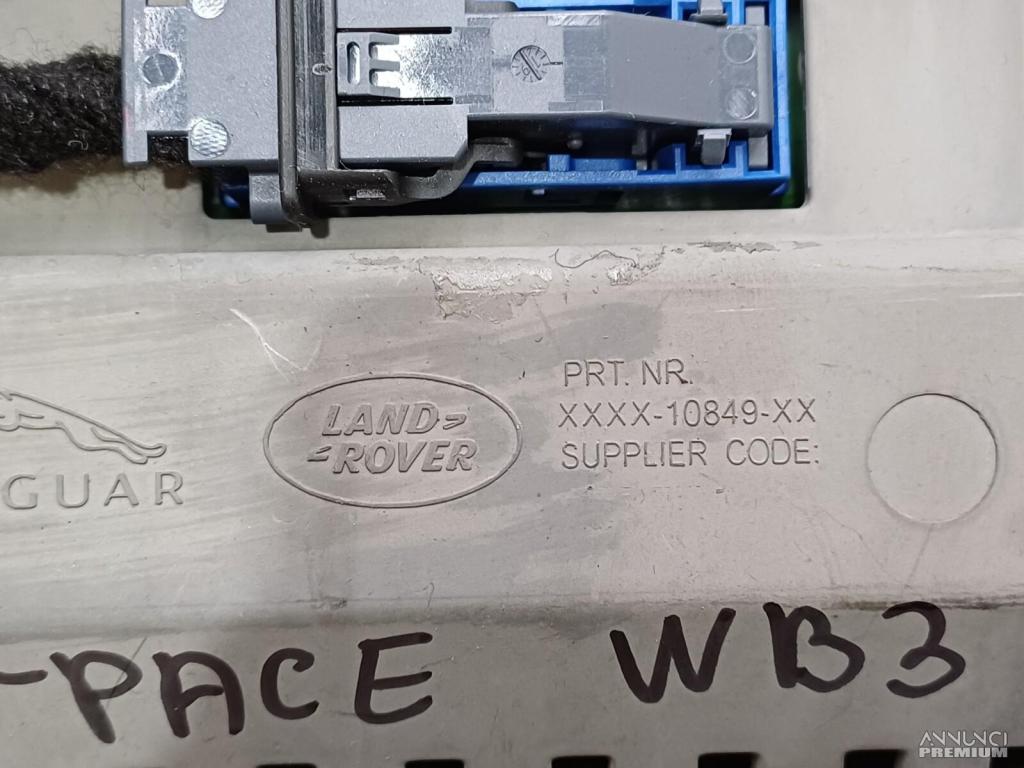 PRT. NR.
XXXX-10849-XX
SUPPLIER CODE:
LAND
ROVER
GUAR
-PACE WB3
ANNUNCI
PREMIUM